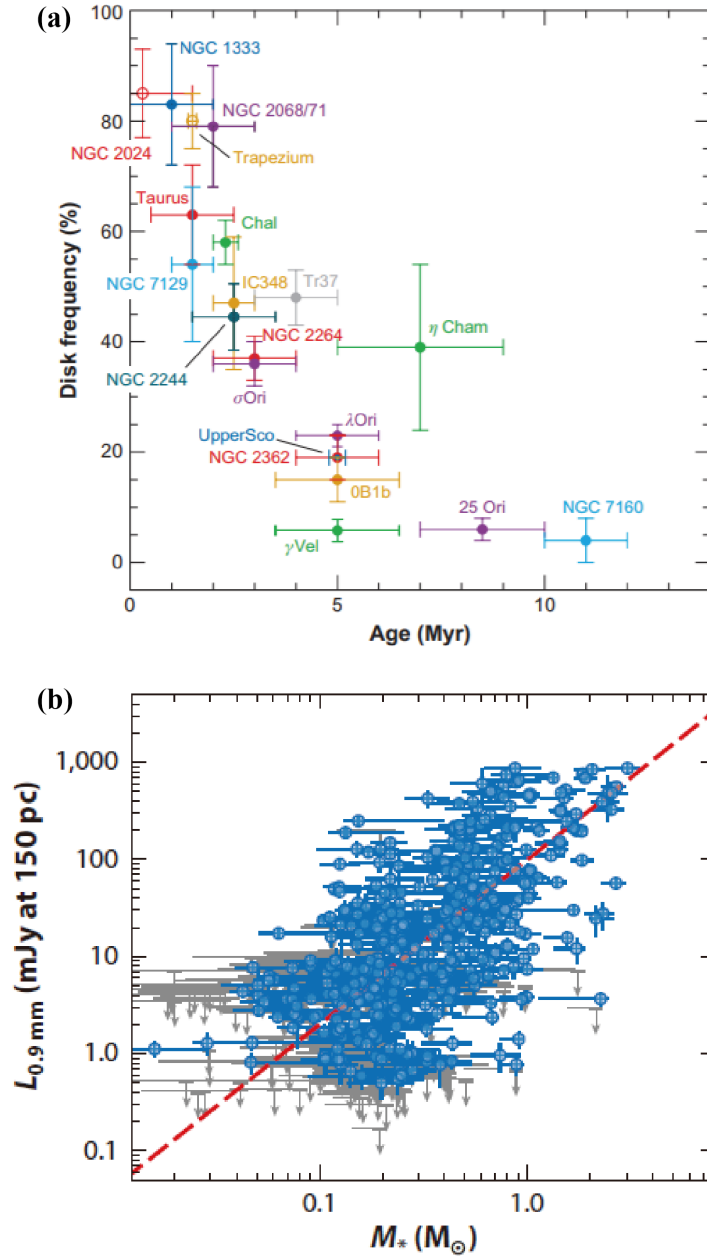 (a)
100
80
60
40
20
0
Disk frequency (%)
NGC 1333
NGC 2068/71
NGC 2024
Trapezium
Taurus
Chal
NGC 7129
IC348
Tr37
NGC 2264
η Cham
NGC 2244
σOri
λOri
UpperSco
NGC 2362
0B1b
25 Ori
NGC 7160
γVel
0
5
10
Age (Myr)
(b)
1,000
100
10
1.0
0.1
L0.9 mm (mJy at 150 pc)
0.1
1.0
M* (M⊙)